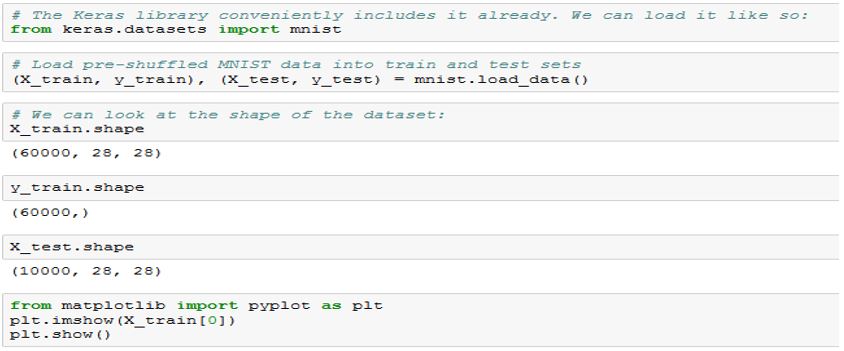 # The Keras library conveniently includes it already. We can load it like so:
from keras.datasets import mnist
# Load pre-shuffled MNIST data into train and test sets
(X_train, y_train), (X_test, y_test) = mnist.load_data()
# We can look at the shape of the dataset:
X_train.shape
(60000, 28, 28)
y_train.shape
(60000,)
X_test.shape
(10000, 28, 28)
from matplotlib import pyplot as plt
plt.imshow(X_train[0])
plt.show()